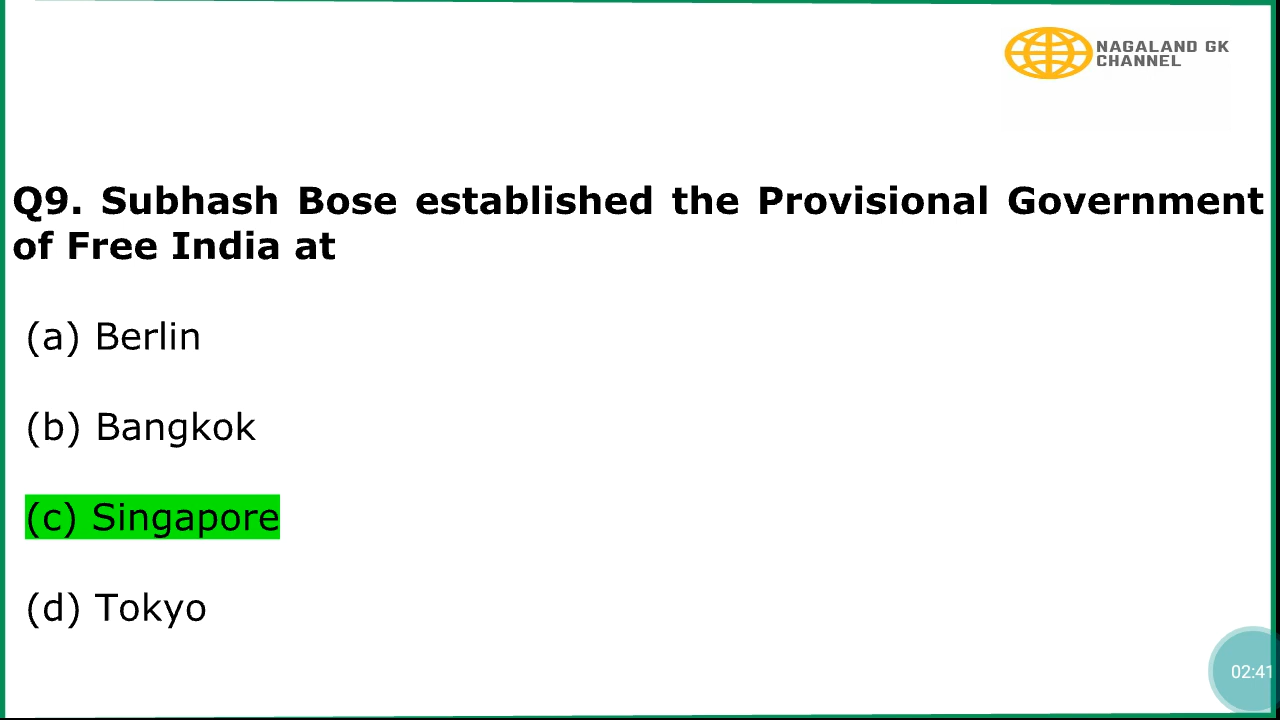 NAGALAND GK
CHANNEL
Q9. Subhash Bose established the Provisional Government
of Free India at
(a) Berlin
(b) Bangkok
(c) Singapore
(d) Tokyo
02:41